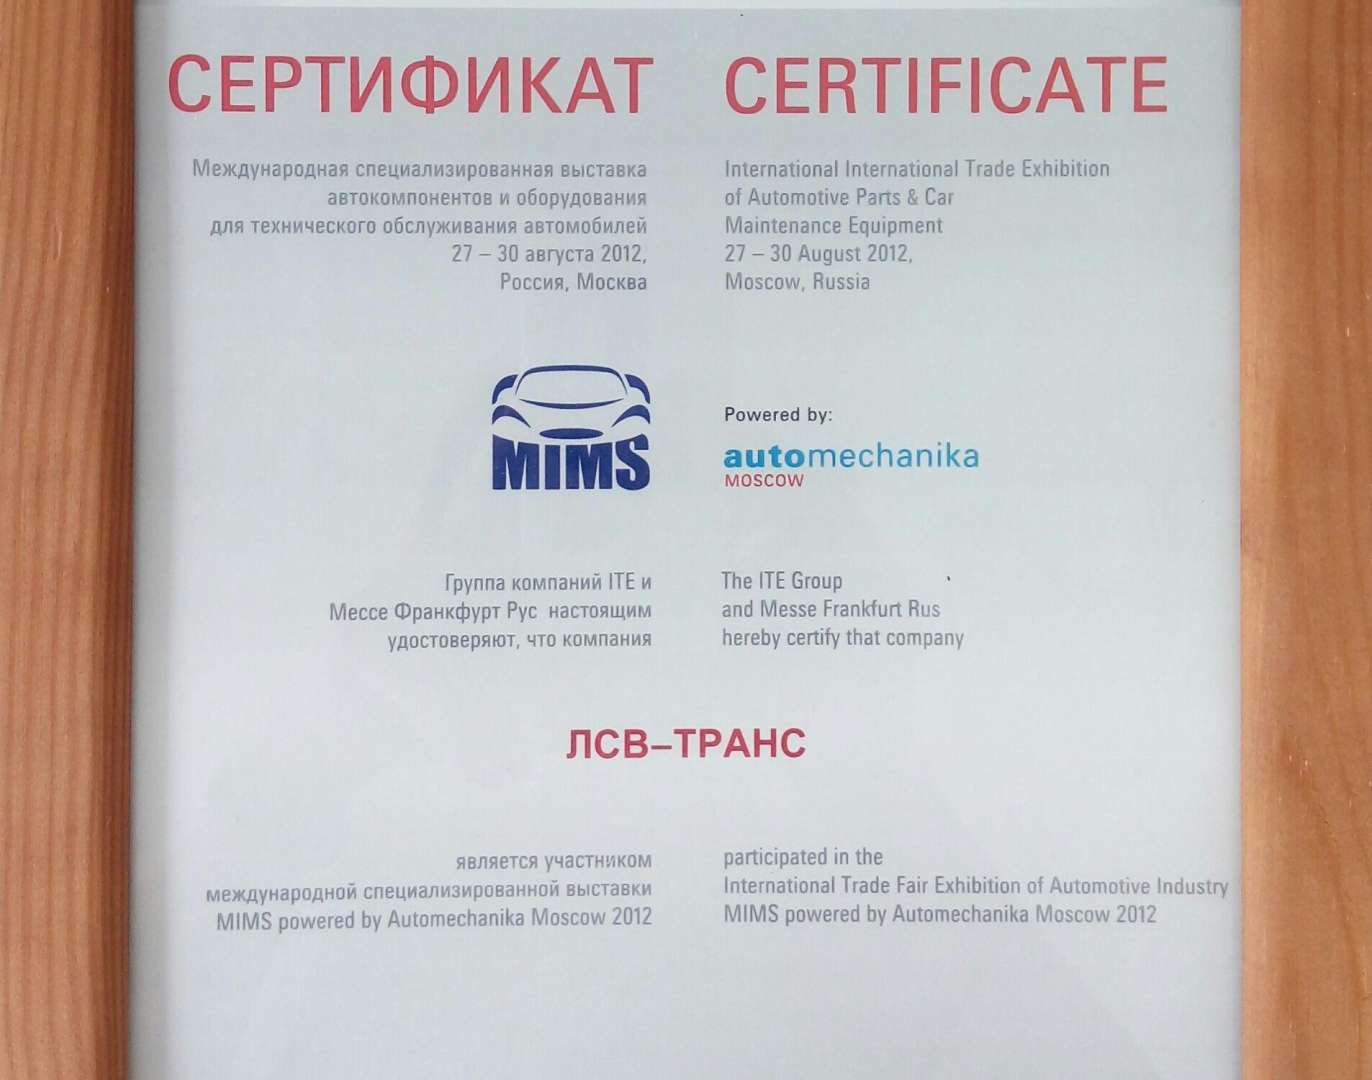 СЕРТИФИКАТ
Международная специализированная выставка
автокомпонентов и оборудования
для технического обслуживания автомобилей
27 – 30 августа 2012,
Россия, Москва
CERTIFICATE
International International Trade Exhibition
of Automotive Parts & Car
Maintenance Equipment
27 – 30 August 2012,
Moscow, Russia
MIMS
Powered by:
automechanika
MOSCOW
Группа компаний ITE и
Мессе Франкфурт Рус настоящим
удостоверяют, что компания
The ITE Group
and Messe Frankfurt Rus
hereby certify that company
ЛСВ–ТРАНС
является участником
международной специализированной выставки
MIMS powered by Automechanika Moscow 2012
participated in the
International Trade Fair Exhibition of Automotive Industry
MIMS powered by Automechanika Moscow 2012